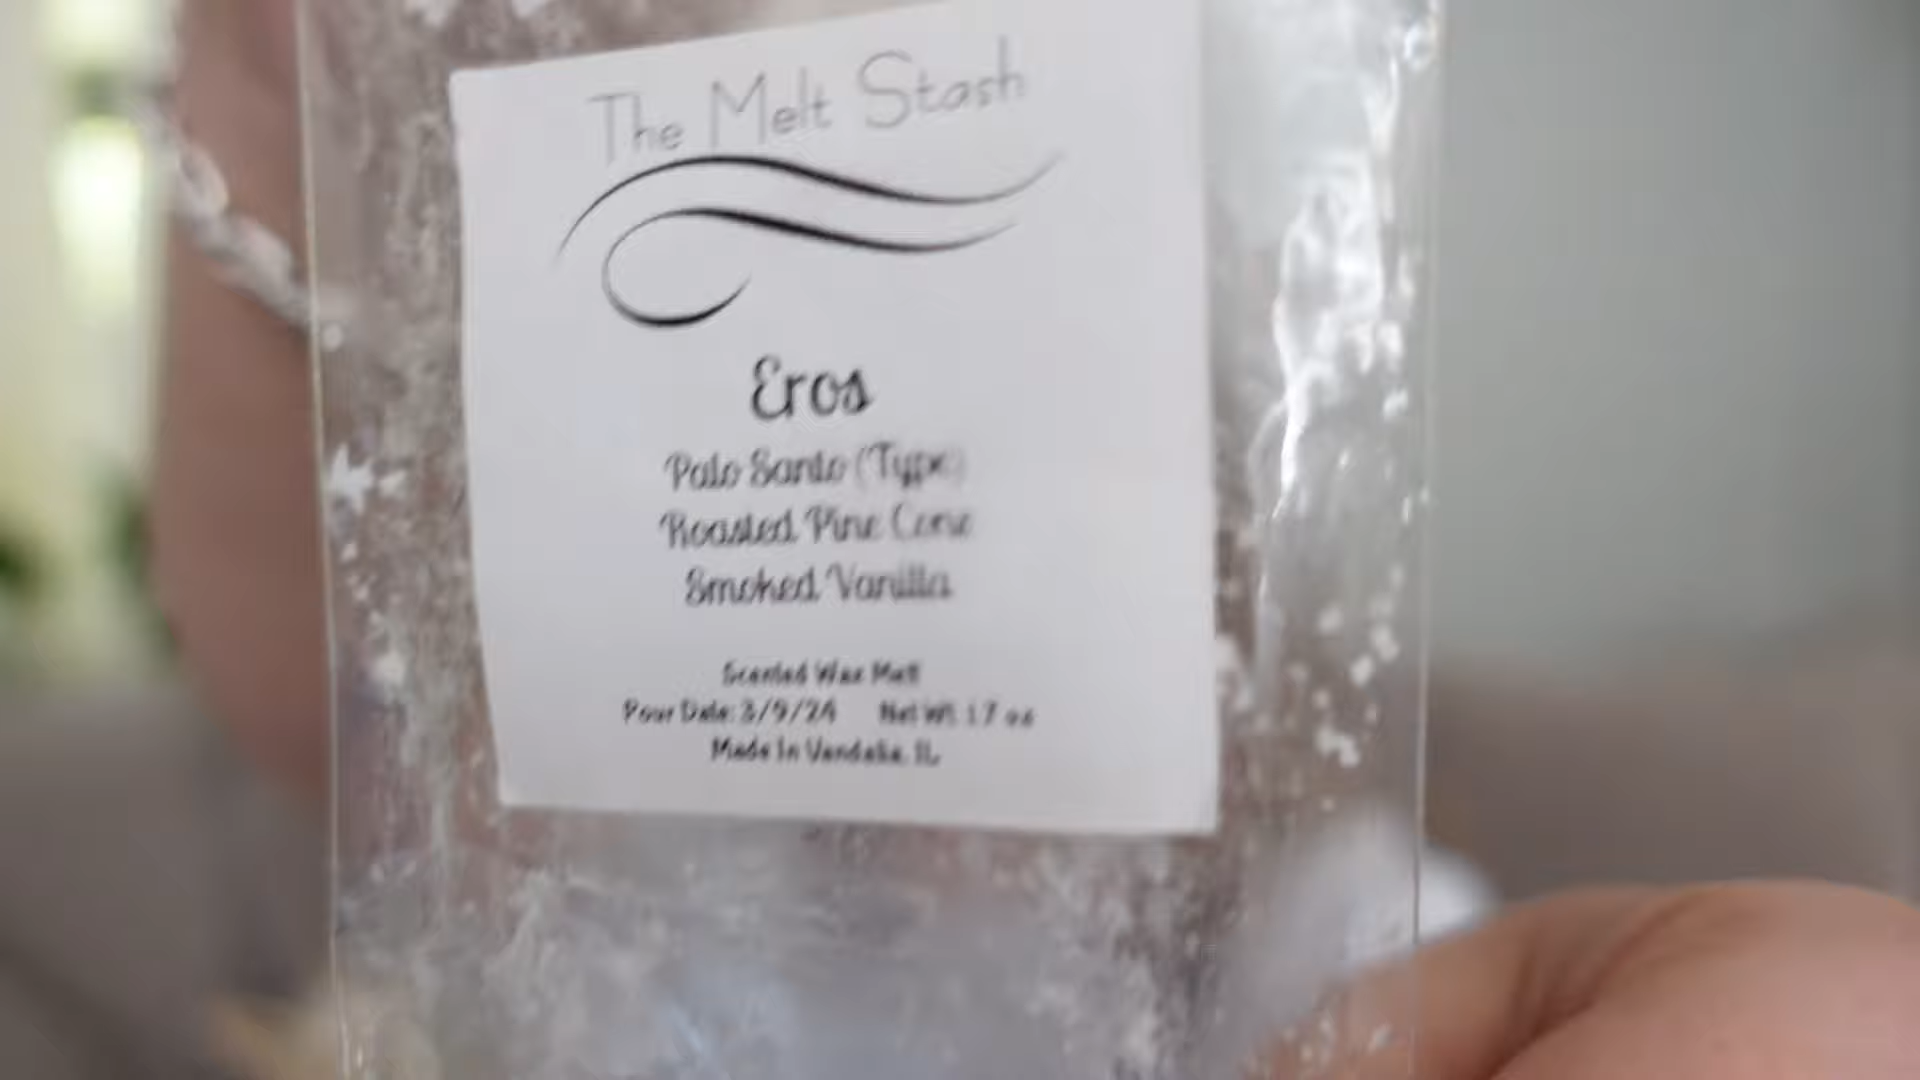 The Melt Stash
Eros
Palo Santo (Type)
Roasted Pine Cone
Smoked Vanilla
Scented Wax Melt
Pour Date: 3/9/24 Net Wt. 1.7 oz
Made In Vandalia, IL